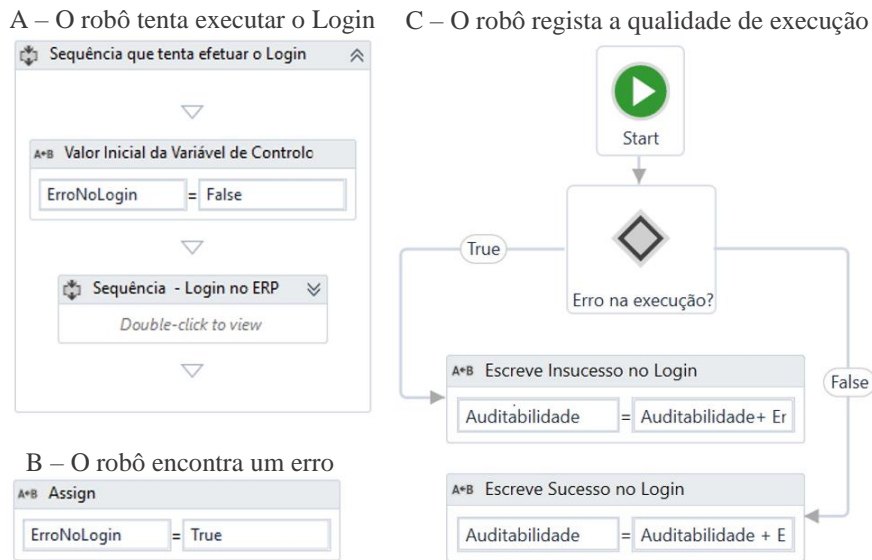 A – O robô tenta executar o Login
Sequência que tenta efetuar o Login
A+B Valor Inicial da Variável de Controlo
ErroNoLogin = False
Sequência - Login no ERP
Double-click to view
B – O robô encontra um erro
A+B Assign
ErroNoLogin = True
C – O robô regista a qualidade de execução
Start
True
Erro na execução?
False
A+B Escreve Insucesso no Login
Auditabilidade = Auditabilidade+ Er
A+B Escreve Sucesso no Login
Auditabilidade = Auditabilidade + E